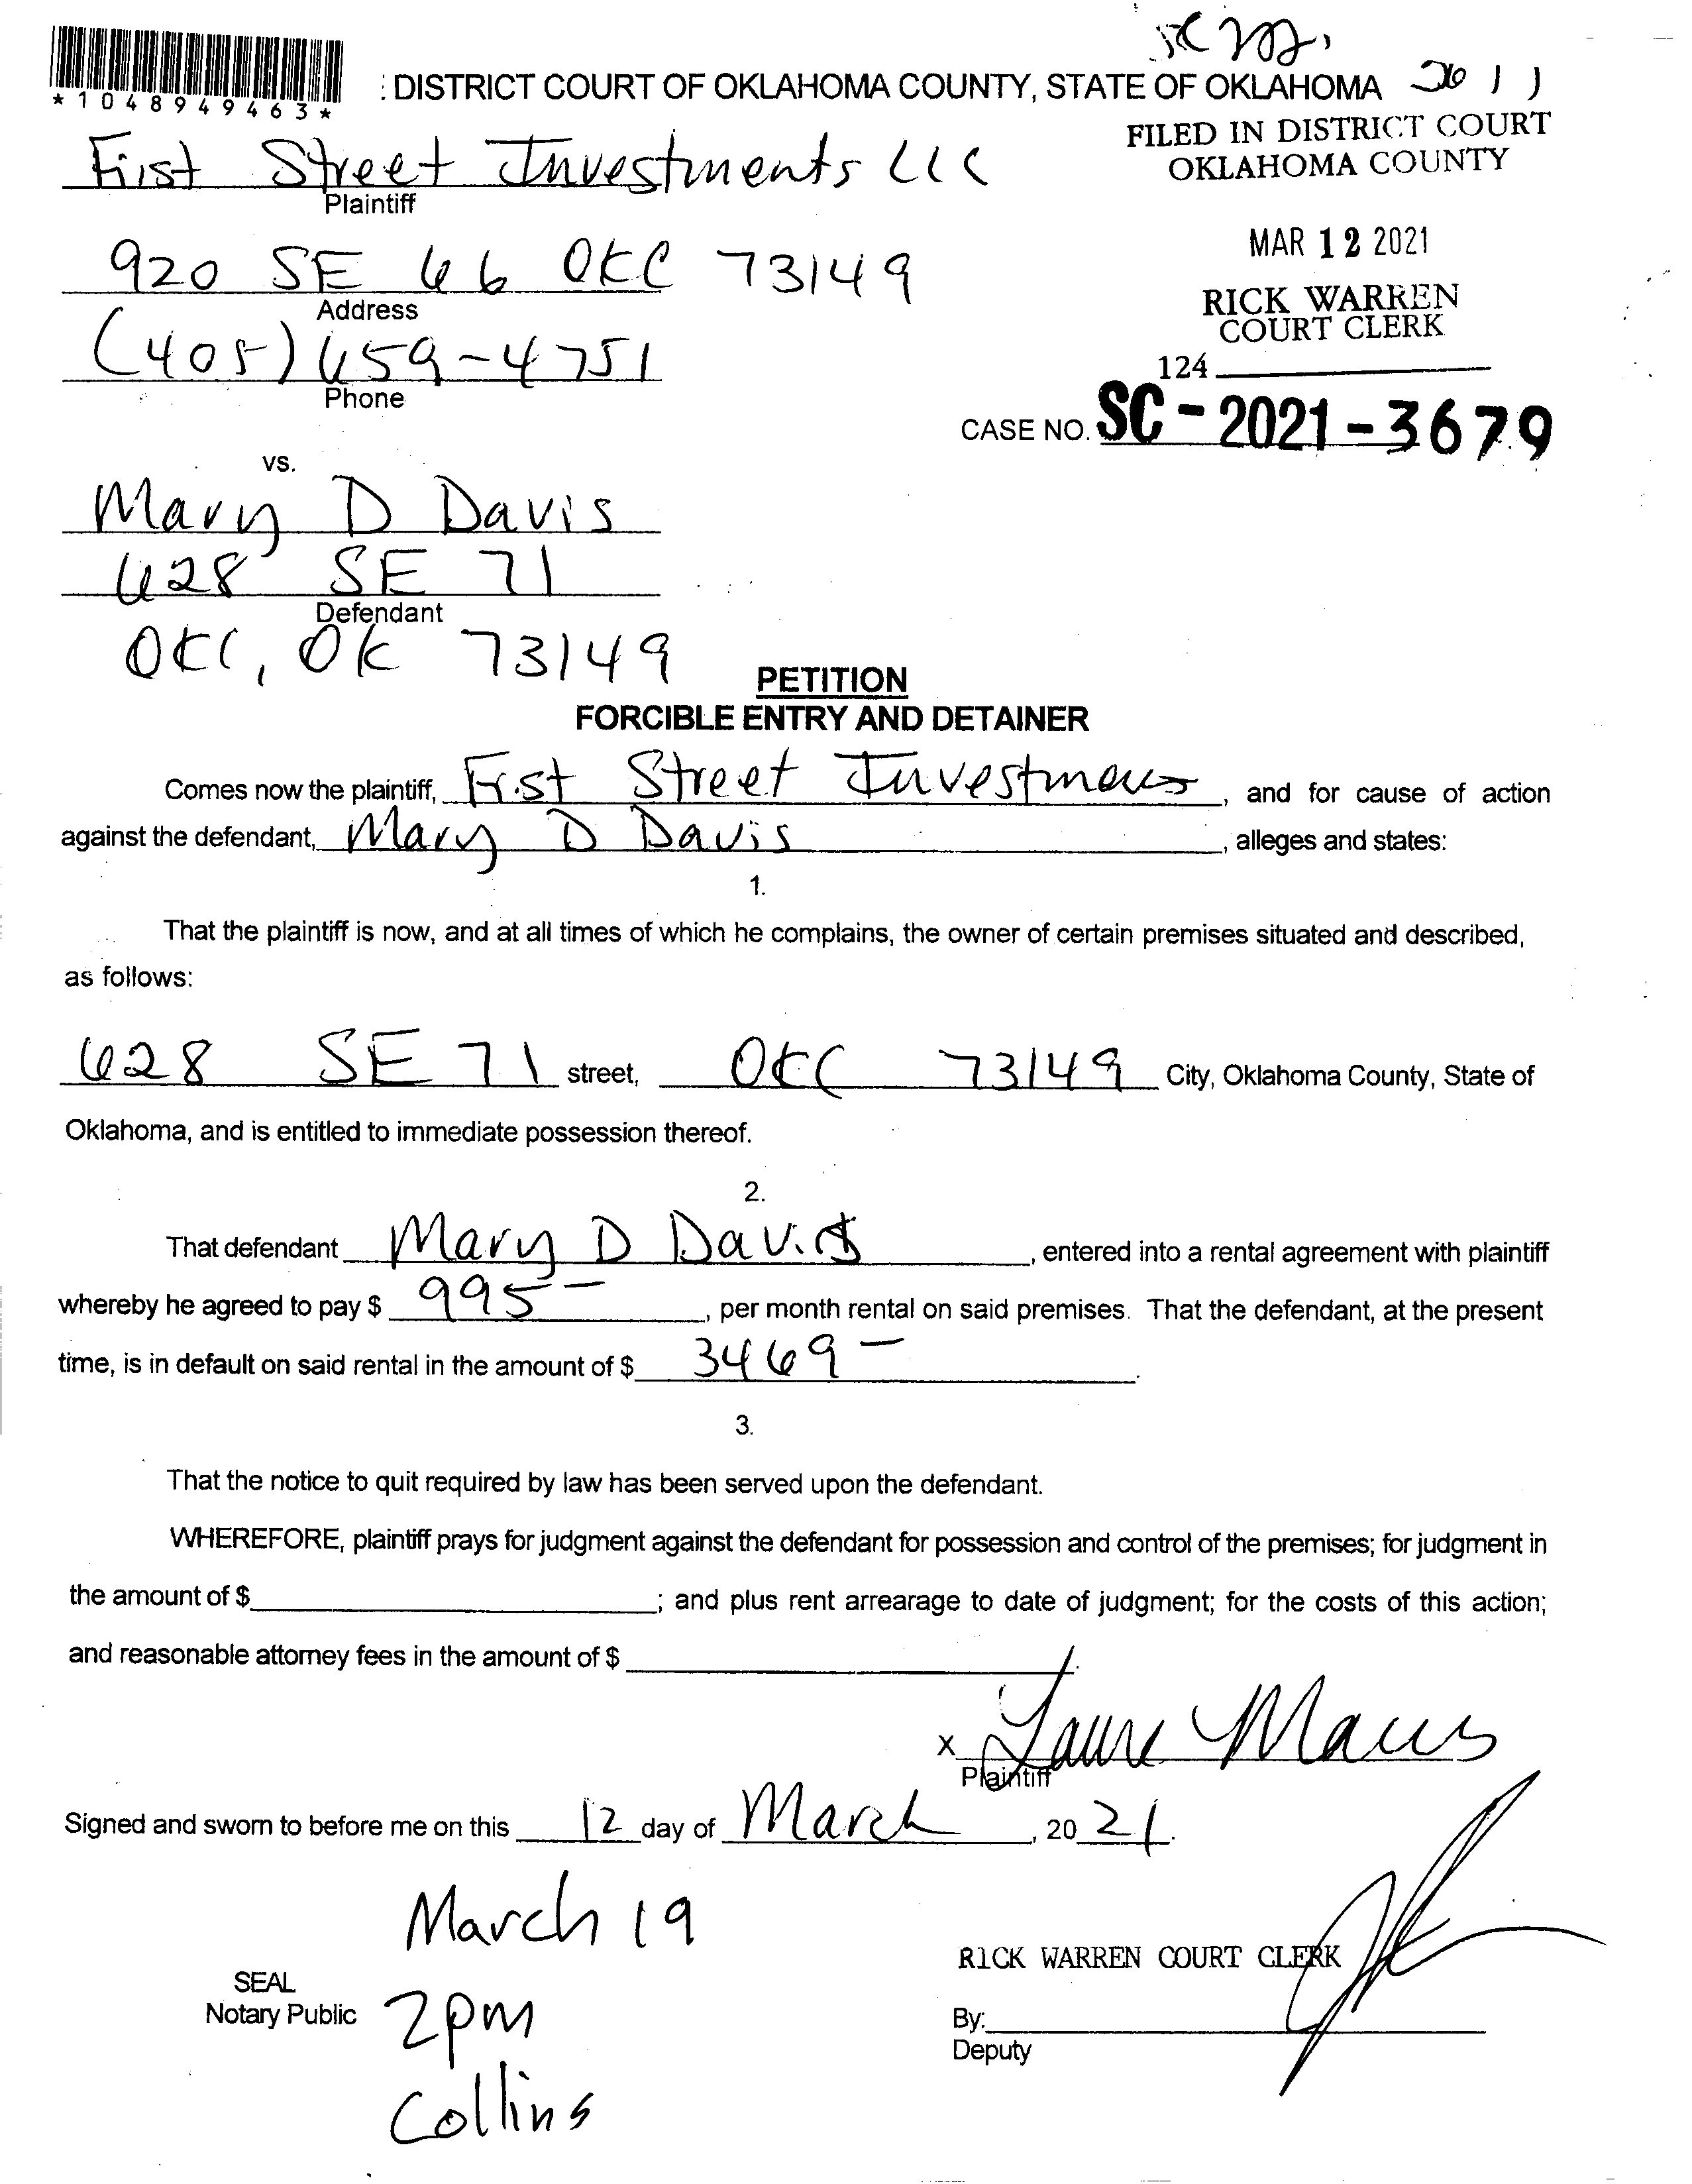 *1048949463*
: DISTRICT COURT OF OKLAHOMA COUNTY, STATE OF OKLAHOMA
FILED IN DISTRICT COURT
OKLAHOMA COUNTY
First Street Investments LLC
Plaintiff
MAR 12 2021
920 SE 66 OKC 73149
Address
RICK WARREN
COURT CLERK
(405) 659-4751
Phone
124
CASE NO. SC-2021-3679
vs.
Mary D Davis
628 SE 71
Defendant
OKC, OK 73149
PETITION
FORCIBLE ENTRY AND DETAINER
Comes now the plaintiff, First Street Investments, and for cause of action
against the defendant, Mary D Davis, alleges and states:
1.
That the plaintiff is now, and at all times of which he complains, the owner of certain premises situated and described,
as follows:
628 SE 71 street, OKC 73149 City, Oklahoma County, State of
Oklahoma, and is entitled to immediate possession thereof.
2.
That defendant Mary D Davis, entered into a rental agreement with plaintiff
whereby he agreed to pay $ 995-, per month rental on said premises. That the defendant, at the present
time, is in default on said rental in the amount of $ 3469-.
3.
That the notice to quit required by law has been served upon the defendant.
WHEREFORE, plaintiff prays for judgment against the defendant for possession and control of the premises; for judgment in
the amount of $ ; and plus rent arrearage to date of judgment; for the costs of this action;
and reasonable attorney fees in the amount of $
X
Plaintiff
Signed and sworn to before me on this 12 day of March, 2021.
March 19
RICK WARREN COURT CLERK
SEAL
Notary Public
2pm
By:
Deputy
Collins